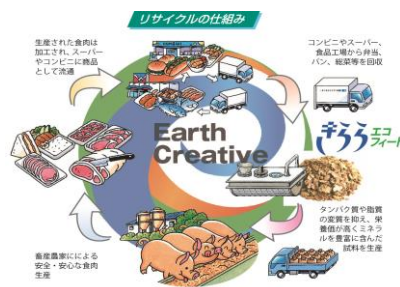 リサイクルの仕組み
生産された食肉は
加工され、スーパー
やコンビニに商品
として流通
コンビニやスーパー、
食品工場から弁当、
パン、総菜等を回収
Earth
Creative
きらら エコ
フィード
タンパク質や脂質
の変質を抑え、栄
養価が高くミネラ
ルを豊富に含んだ
試料を生産
畜産農家にによる
安全・安心な食肉
生産